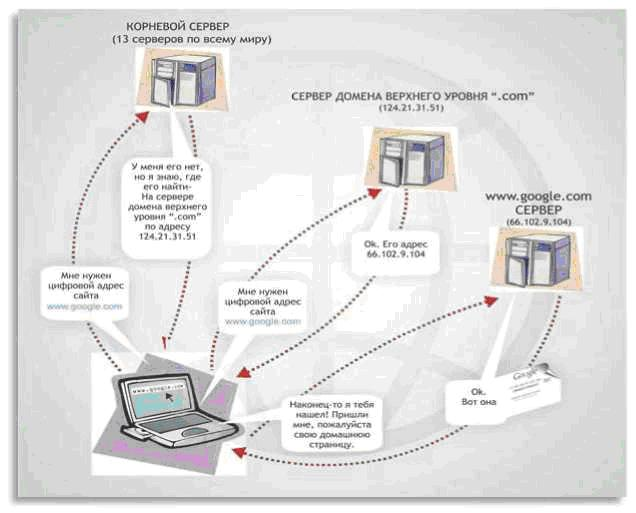 КОРНЕВОЙ СЕРВЕР
(13 серверов по всему миру)
СЕРВЕР ДОМЕНА ВЕРХНЕГО УРОВНЯ “.com”
(124.21.31.51)
У меня его нет,
но я знаю, где
его найти-
На сервере
домена верхнего
уровня “.com”
по адресу
124.21.31.51
www.google.com
СЕРВЕР
(66.102.9.104)
Ok. Его адрес
66.102.9.104
Мне нужен
цифровой адрес
сайта
www.google.com
Мне нужен
цифровой адрес
сайта
www.google.com
www.google.com
Наконец-то я тебя
нашел! Пришли
мне, пожалуйста
свою домашнюю
страницу.
Ok.
Вот она
Google